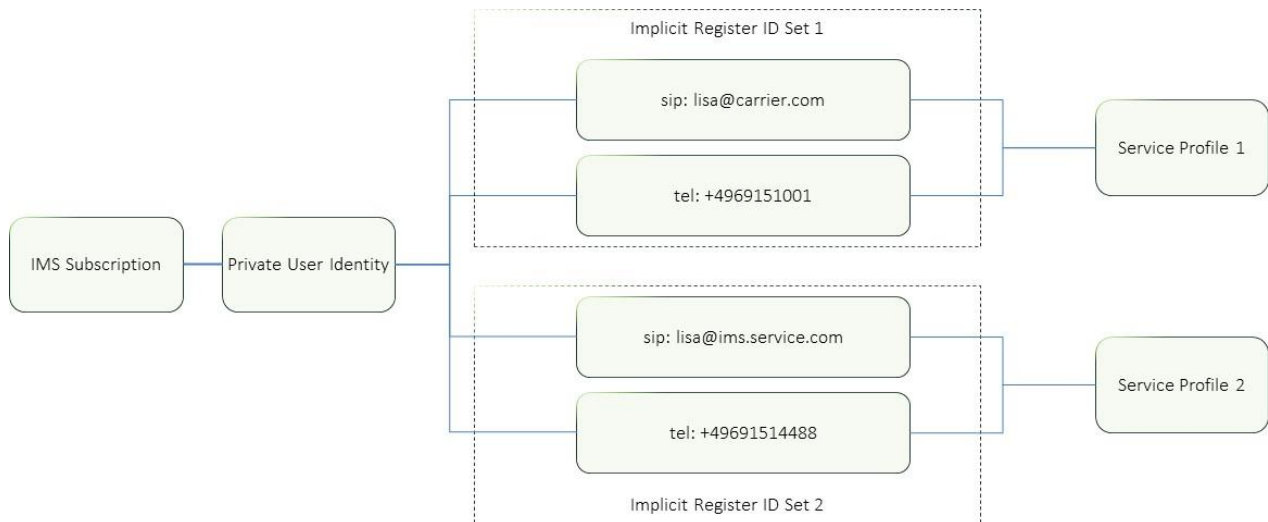 Implicit Register ID Set 1
sip: lisa@carrier.com
Service Profile 1
tel: +4969151001
IMS Subscription
Private User Identity
sip: lisa@ims.service.com
Service Profile 2
tel: +49691514488
Implicit Register ID Set 2